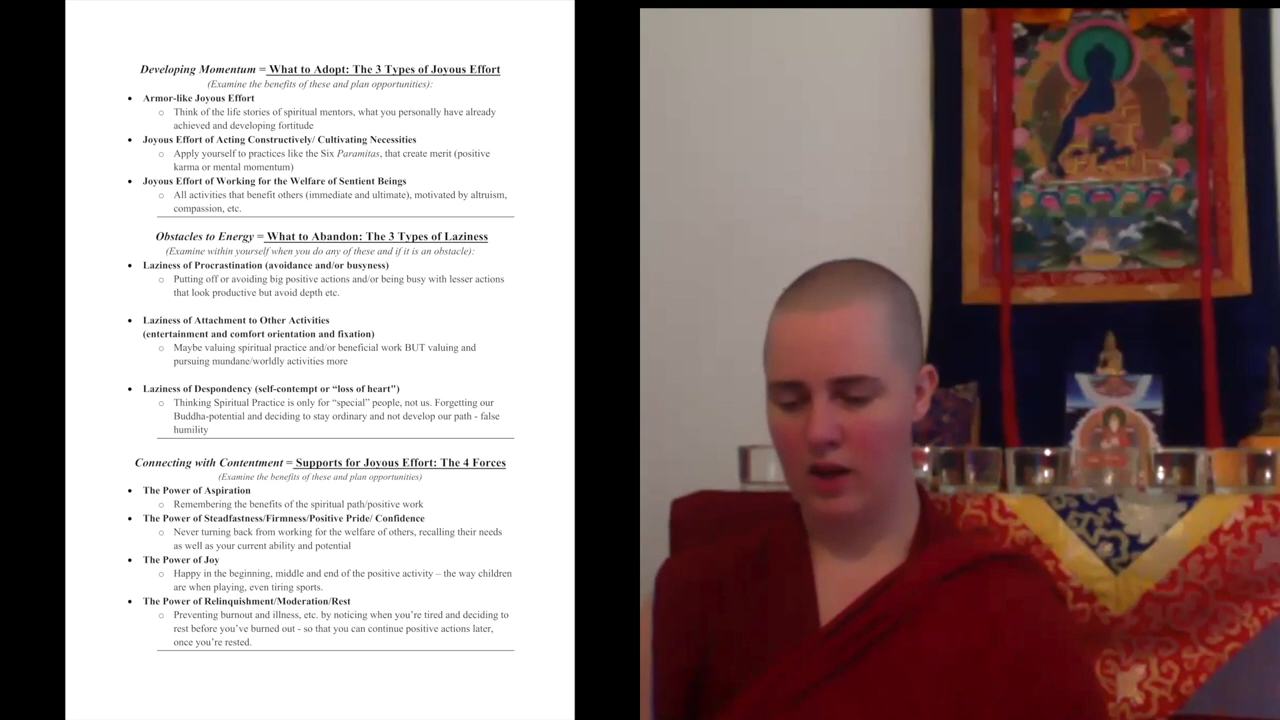 Developing Momentum = What to Adopt: The 3 Types of Joyous Effort
(Examine the benefits of these and plan opportunities):
• Armor-like Joyous Effort
o Think of the life stories of spiritual mentors, what you personally have already
achieved and developing fortitude
• Joyous Effort of Acting Constructively/ Cultivating Necessities
o Apply yourself to practices like the Six Paramitas, that create merit (positive
karma or mental momentum)
• Joyous Effort of Working for the Welfare of Sentient Beings
o All activities that benefit others (immediate and ultimate), motivated by altruism,
compassion, etc.
Obstacles to Energy = What to Abandon: The 3 Types of Laziness
(Examine within yourself when you do any of these and if it is an obstacle):
• Laziness of Procrastination (avoidance and/or busyness)
o Putting off or avoiding big positive actions and/or being busy with lesser actions
that look productive but avoid depth etc.
• Laziness of Attachment to Other Activities
(entertainment and comfort orientation and fixation)
o Maybe valuing spiritual practice and/or beneficial work BUT valuing and
pursuing mundane/worldly activities more
• Laziness of Despondency (self-contempt or “loss of heart")
o Thinking Spiritual Practice is only for “special” people, not us. Forgetting our
Buddha-potential and deciding to stay ordinary and not develop our path - false
humility
Connecting with Contentment = Supports for Joyous Effort: The 4 Forces
(Examine the benefits of these and plan opportunities)
• The Power of Aspiration
o Remembering the benefits of the spiritual path/positive work
• The Power of Steadfastness/Firmness/Positive Pride/ Confidence
o Never turning back from working for the welfare of others, recalling their needs
as well as your current ability and potential
• The Power of Joy
o Happy in the beginning, middle and end of the positive activity – the way children
are when playing, even tiring sports.
• The Power of Relinquishment/Moderation/Rest
o Preventing burnout and illness, etc. by noticing when you’re tired and deciding to
rest before you’ve burned out - so that you can continue positive actions later,
once you’re rested.